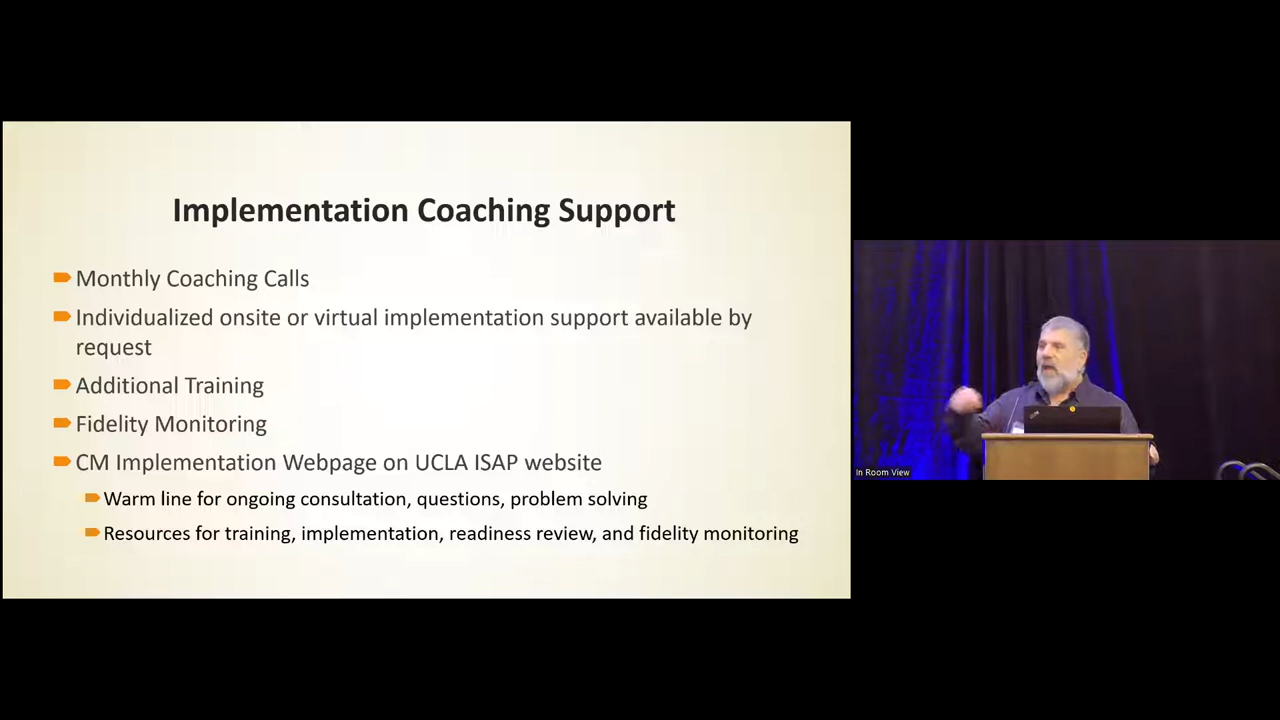 Implementation Coaching Support
Monthly Coaching Calls
Individualized onsite or virtual implementation support available by
request
Additional Training
Fidelity Monitoring
CM Implementation Webpage on UCLA ISAP website
Warm line for ongoing consultation, questions, problem solving
Resources for training, implementation, readiness review, and fidelity monitoring
In Room View